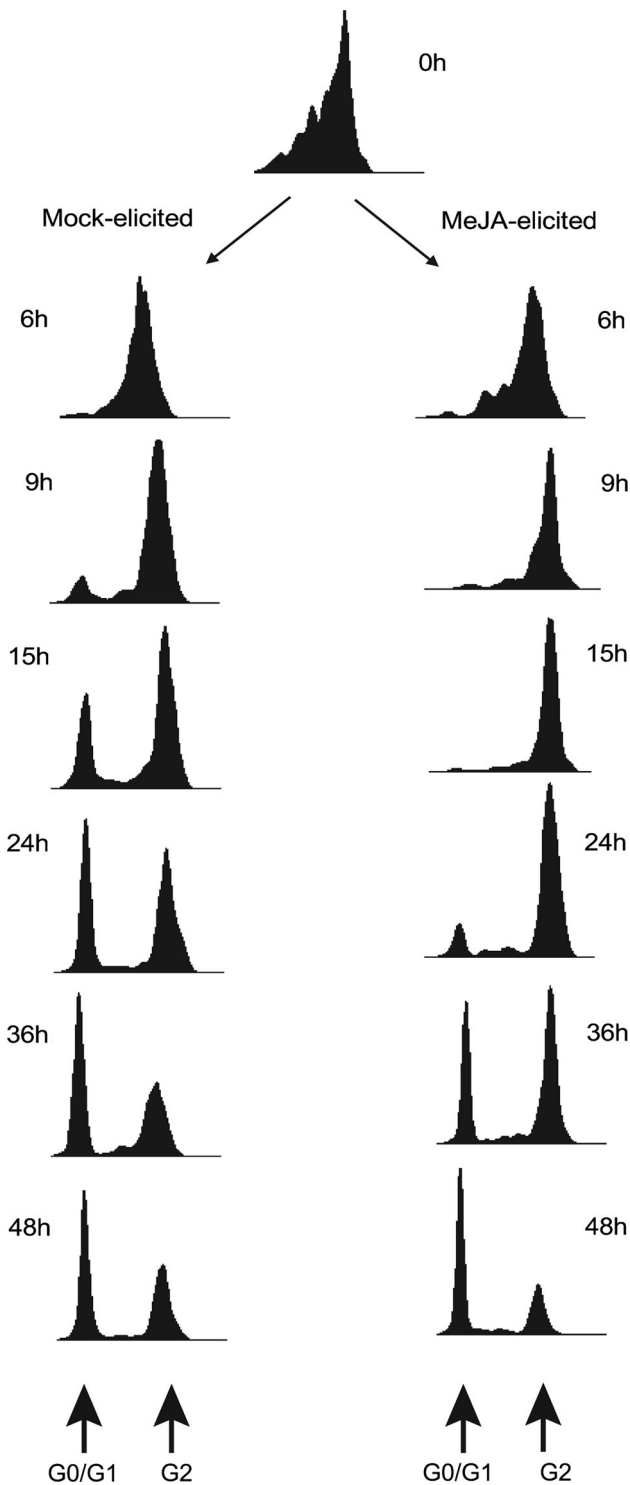 0h
Mock-elicited
MeJA-elicited
6h
6h
9h
9h
15h
15h
24h
24h
36h
36h
48h
48h
G0/G1
G2
G0/G1
G2